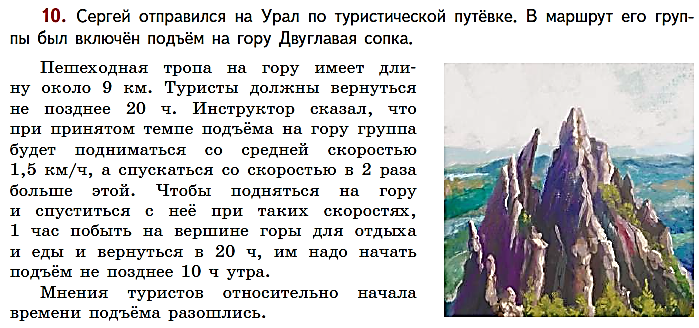 10. Сергей отправился на Урал по туристической путёвке. В маршрут его груп-
пы был включён подъём на гору Двуглавая сопка.
Пешеходная тропа на гору имеет дли-
ну около 9 км. Туристы должны вернуться
не позднее 20 ч. Инструктор сказал, что
при принятом темпе подъёма на гору группа
будет подниматься со средней скоростью
1,5 км/ч, а спускаться со скоростью в 2 раза
больше этой. Чтобы подняться на гору
и спуститься с неё при таких скоростях,
1 час побыть на вершине горы для отдыха
и еды и вернуться в 20 ч, им надо начать
подъём не позднее 10 ч утра.
Мнения туристов относительно начала
времени подъёма разошлись.